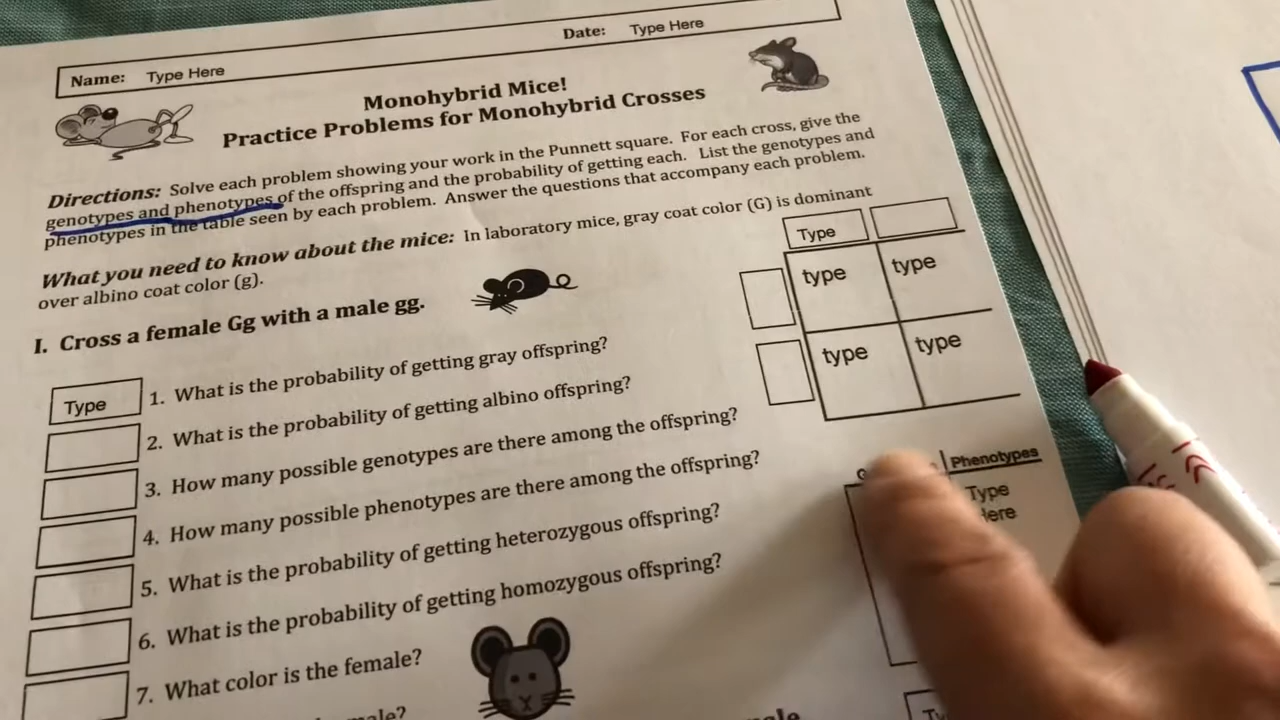 Name: Type Here
Date: Type Here
Monohybrid Mice!
Practice Problems for Monohybrid Crosses
Directions: Solve each problem showing your work in the Punnett square. For each cross, give the
genotypes and phenotypes of the offspring and the probability of getting each. List the genotypes and
phenotypes in the table seen by each problem. Answer the questions that accompany each problem.
What you need to know about the mice: In laboratory mice, gray coat color (G) is dominant
over albino coat color (g).
I. Cross a female Gg with a male gg.
Type
type type
type type
Type 1. What is the probability of getting gray offspring?
2. What is the probability of getting albino offspring?
3. How many possible genotypes are there among the offspring?
4. How many possible phenotypes are there among the offspring?
5. What is the probability of getting heterozygous offspring?
6. What is the probability of getting homozygous offspring?
7. What color is the female?
Phenotypes
Type